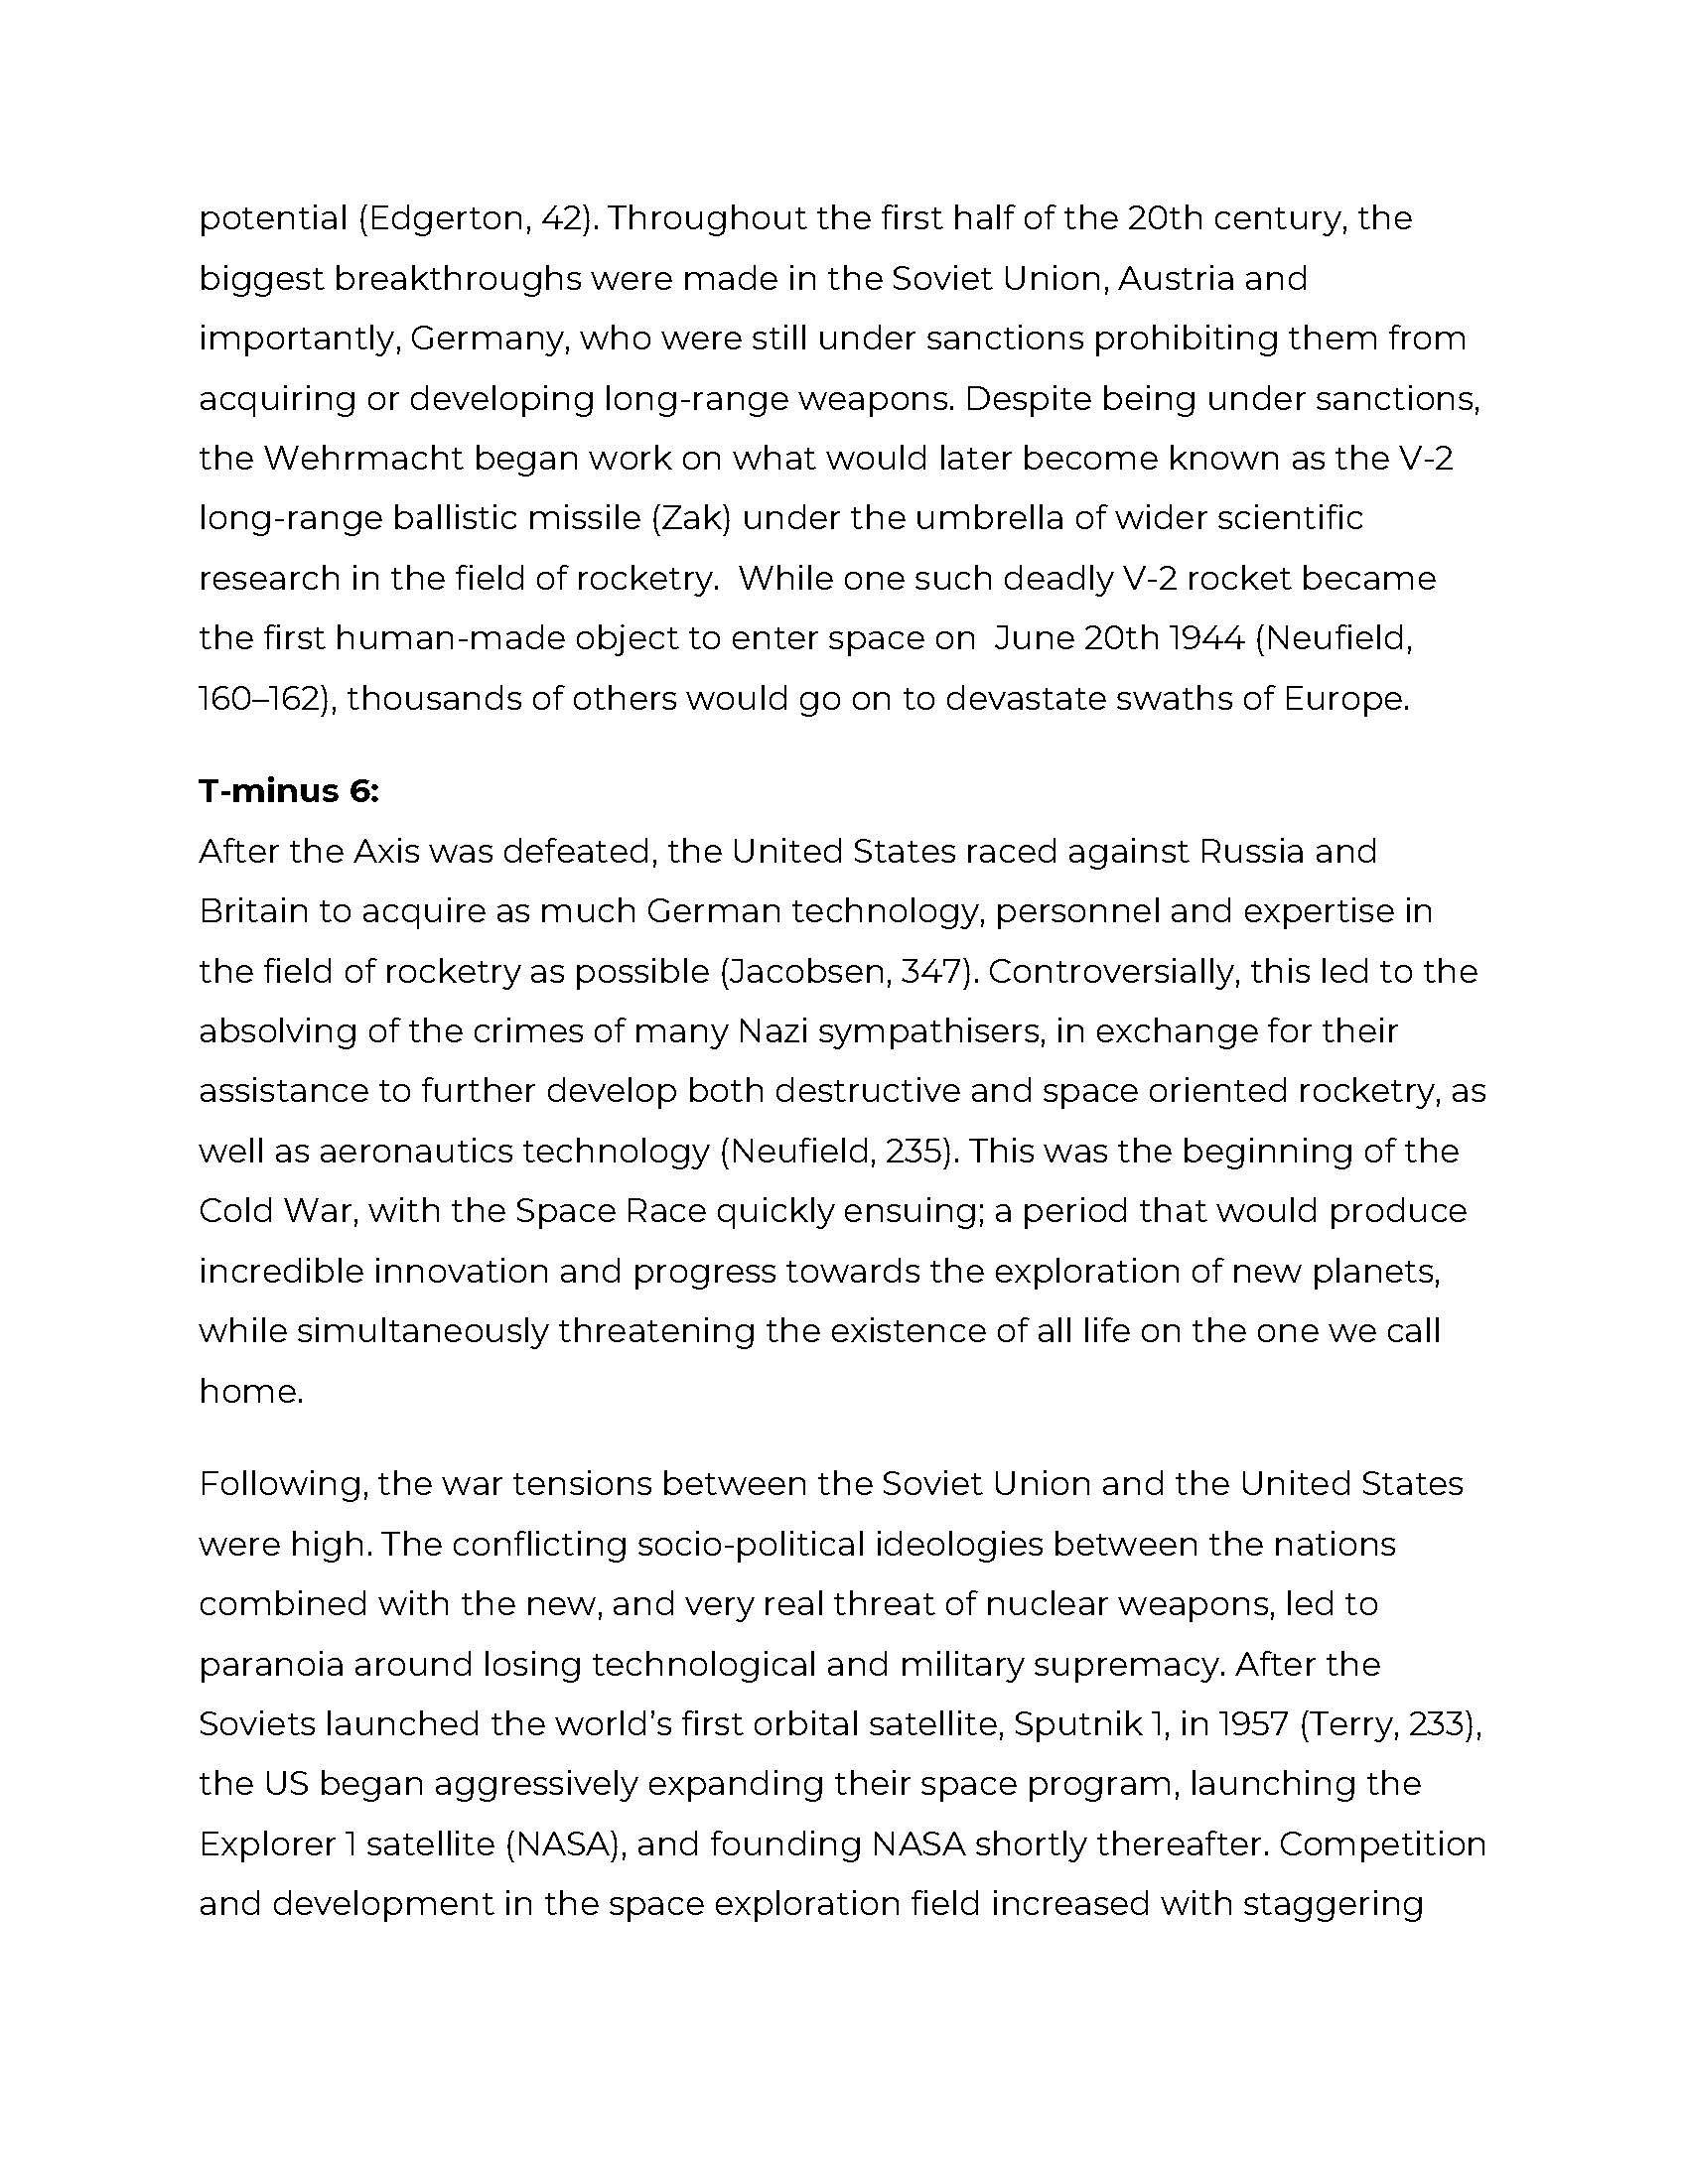 potential (Edgerton, 42). Throughout the first half of the 20th century, the
biggest breakthroughs were made in the Soviet Union, Austria and
importantly, Germany, who were still under sanctions prohibiting them from
acquiring or developing long-range weapons. Despite being under sanctions,
the Wehrmacht began work on what would later become known as the V-2
long-range ballistic missile (Zak) under the umbrella of wider scientific
research in the field of rocketry.  While one such deadly V-2 rocket became
the first human-made object to enter space on  June 20th 1944 (Neufield,
160–162), thousands of others would go on to devastate swaths of Europe.
T-minus 6:
After the Axis was defeated, the United States raced against Russia and
Britain to acquire as much German technology, personnel and expertise in
the field of rocketry as possible (Jacobsen, 347). Controversially, this led to the
absolving of the crimes of many Nazi sympathisers, in exchange for their
assistance to further develop both destructive and space oriented rocketry, as
well as aeronautics technology (Neufield, 235). This was the beginning of the
Cold War, with the Space Race quickly ensuing; a period that would produce
incredible innovation and progress towards the exploration of new planets,
while simultaneously threatening the existence of all life on the one we call
home.
Following, the war tensions between the Soviet Union and the United States
were high. The conflicting socio-political ideologies between the nations
combined with the new, and very real threat of nuclear weapons, led to
paranoia around losing technological and military supremacy. After the
Soviets launched the world’s first orbital satellite, Sputnik 1, in 1957 (Terry, 233),
the US began aggressively expanding their space program, launching the
Explorer 1 satellite (NASA), and founding NASA shortly thereafter. Competition
and development in the space exploration field increased with staggering